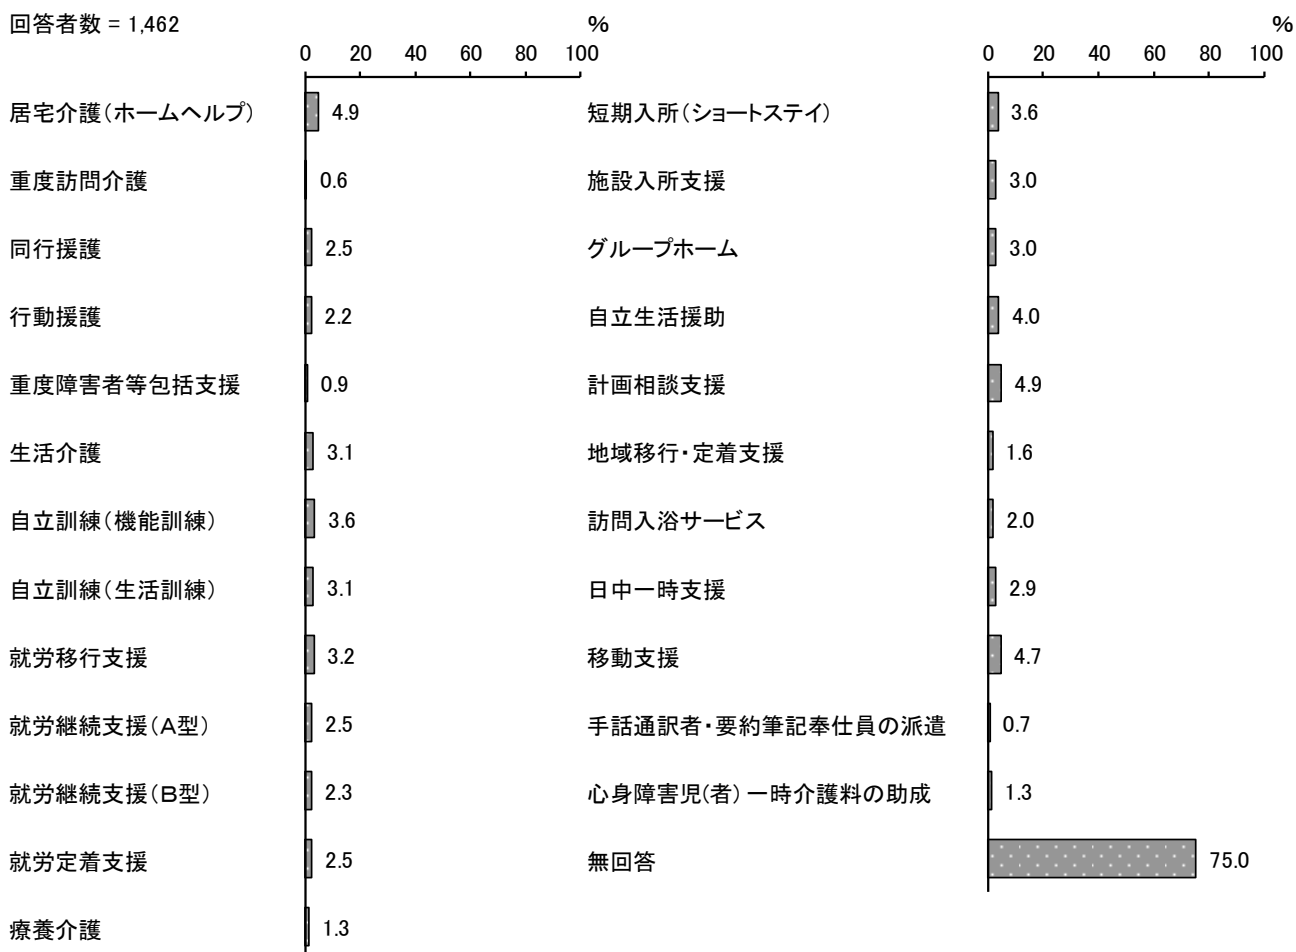 回答者数 = 1,462
%
0 20 40 60 80 100
居宅介護（ホームヘルプ） 4.9
重度訪問介護 0.6
同行援護 2.5
行動援護 2.2
重度障害者等包括支援 0.9
生活介護 3.1
自立訓練（機能訓練） 3.6
自立訓練（生活訓練） 3.1
就労移行支援 3.2
就労継続支援（Ａ型） 2.5
就労継続支援（Ｂ型） 2.3
就労定着支援 2.5
療養介護 1.3
%
0 20 40 60 80 100
短期入所（ショートステイ） 3.6
施設入所支援 3.0
グループホーム 3.0
自立生活援助 4.0
計画相談支援 4.9
地域移行・定着支援 1.6
訪問入浴サービス 2.0
日中一時支援 2.9
移動支援 4.7
手話通訳者・要約筆記奉仕員の派遣 0.7
心身障害児(者) 一時介護料の助成 1.3
無回答 75.0